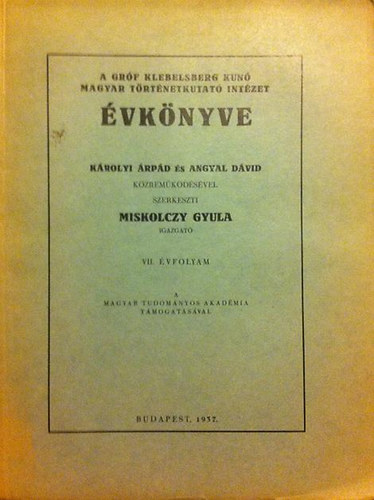 A GRÓF KLEBELSBERG KUNÓ
MAGYAR TÖRTÉNETKUTATÓ INTÉZET
ÉVKÖNYVE
KÁROLYI ÁRPÁD ÉS ANGYAL DÁVID
KÖZREMŰKÖDÉSÉVEL
SZERKESZTI
MISKOLCZY GYULA
IGAZGATÓ
VII. ÉVFOLYAM
A
MAGYAR TUDOMÁNYOS AKADÉMIA
TÁMOGATÁSÁVAL
BUDAPEST, 1937.